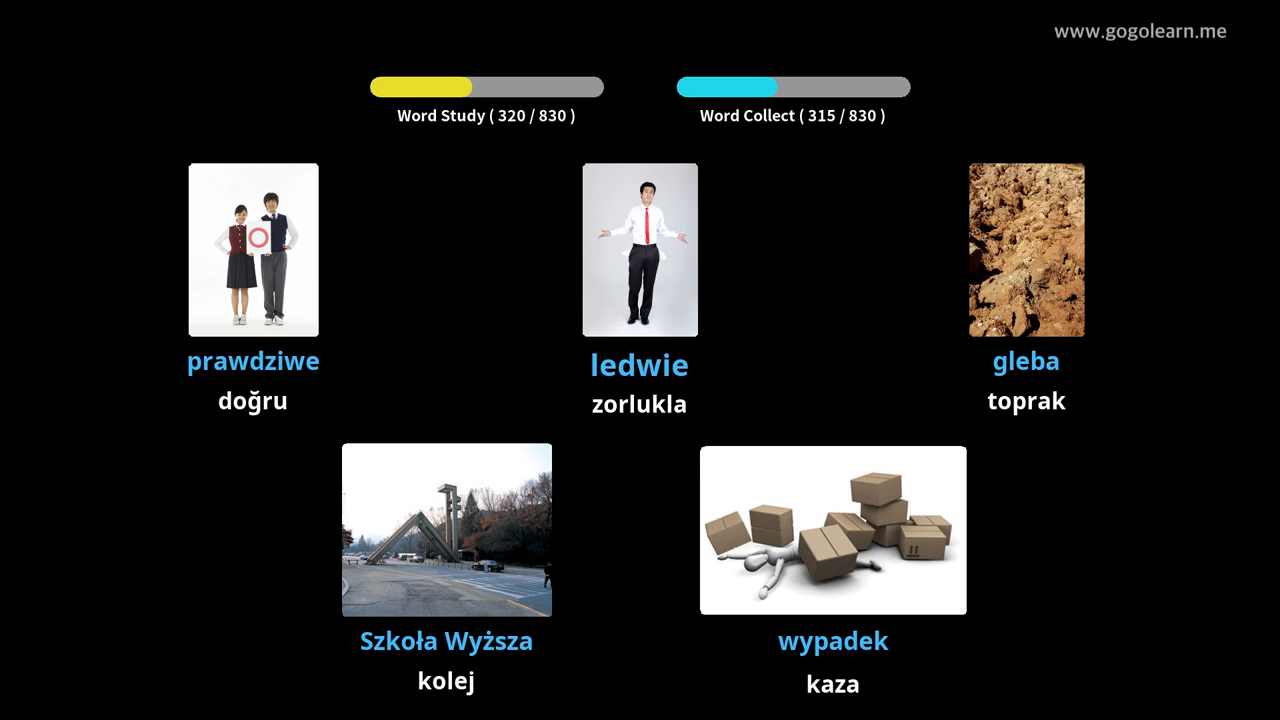 www.gogolearn.me
Word Study ( 320 / 830 )
Word Collect ( 315 / 830 )
prawdziwe
doğru
ledwie
zorlukla
gleba
toprak
Szkoła Wyższa
kolej
wypadek
kaza